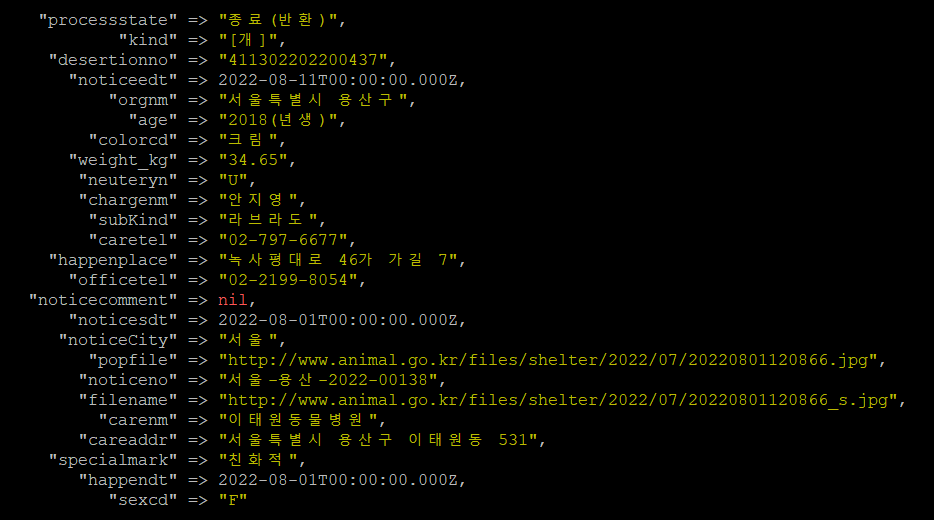 "processstate" => "종료(반환)",
"kind" => "[개]",
"desertionno" => "411302202200437",
"noticeedt" => 2022-08-11T00:00:00.000Z,
"orgnm" => "서울특별시 용산구",
"age" => "2018(년생)",
"colorcd" => "크림",
"weight_kg" => "34.65",
"neuteryn" => "U",
"chargenm" => "안지영",
"subKind" => "라브라도",
"caretel" => "02-797-6677",
"happenplace" => "녹사평대로 46가 가길 7",
"officetel" => "02-2199-8054",
"noticecomment" => nil,
"noticesdt" => 2022-08-01T00:00:00.000Z,
"noticeCity" => "서울",
"popfile" => "http://www.animal.go.kr/files/shelter/2022/07/20220801120866.jpg",
"noticeno" => "서울-용산-2022-00138",
"filename" => "http://www.animal.go.kr/files/shelter/2022/07/20220801120866_s.jpg",
"carenm" => "이태원동물병원",
"careaddr" => "서울특별시 용산구 이태원동 531",
"specialmark" => "친화적",
"happendt" => 2022-08-01T00:00:00.000Z,
"sexcd" => "F"